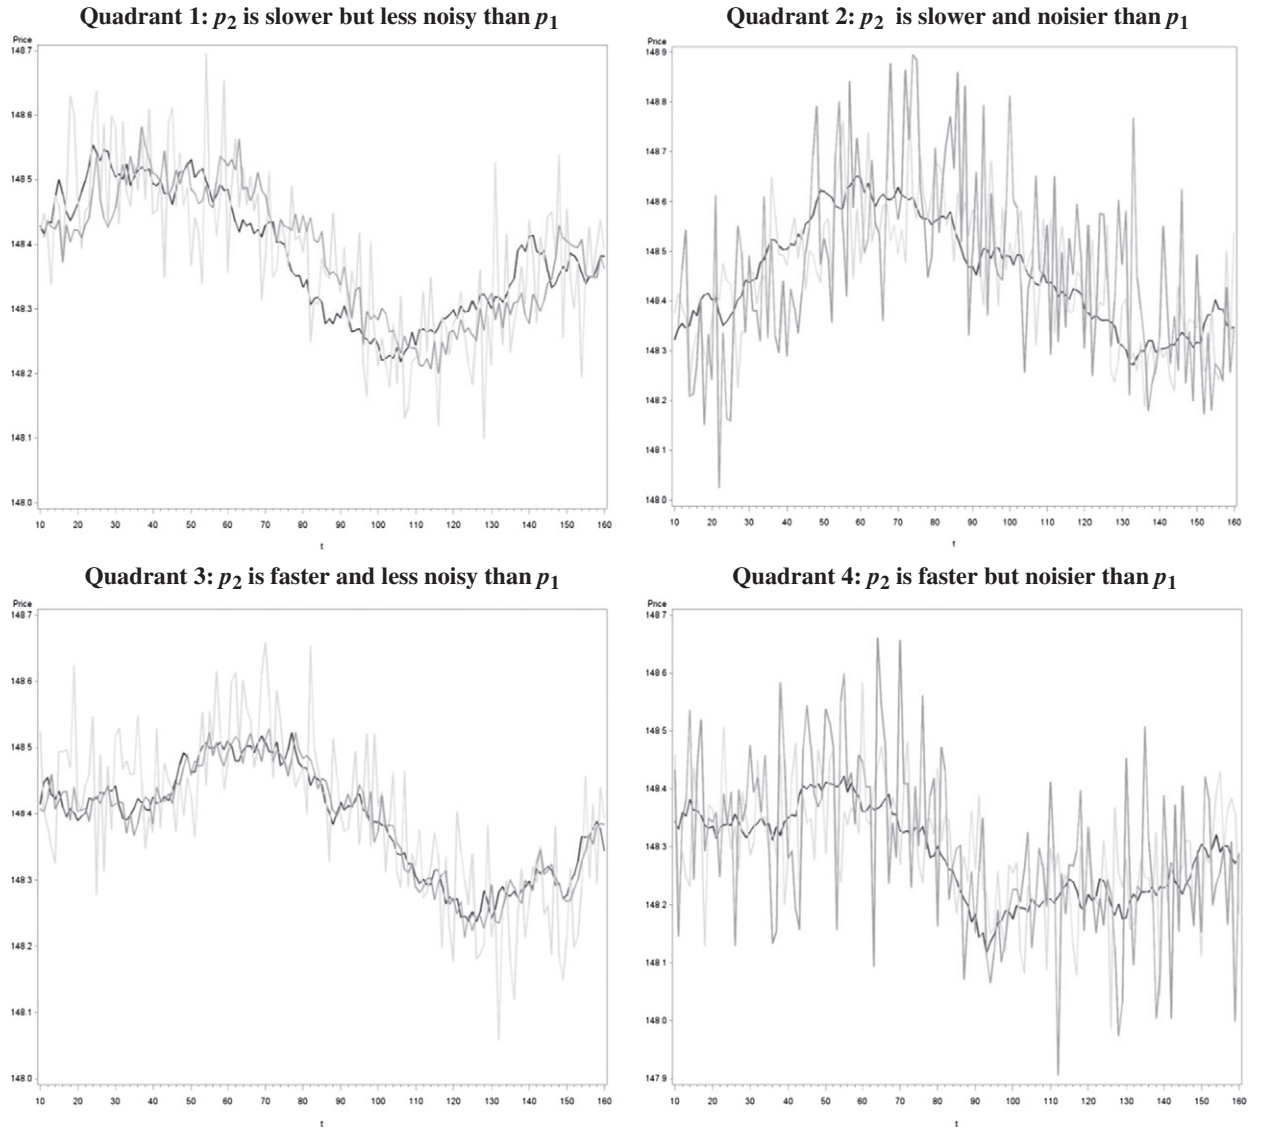 Quadrant 1: p2 is slower but less noisy than p1
Price
148.7
148.6
148.5
148.4
148.3
148.2
148.1
148.0
10 20 30 40 50 60 70 80 90 100 110 120 130 140 150 160
t
Quadrant 2: p2 is slower and noisier than p1
Price
148.9
148.8
148.7
148.6
148.5
148.4
148.3
148.2
148.1
148.0
10 20 30 40 50 60 70 80 90 100 110 120 130 140 150 160
t
Quadrant 3: p2 is faster and less noisy than p1
Price
148.7
148.6
148.5
148.4
148.3
148.2
148.1
148.0
10 20 30 40 50 60 70 80 90 100 110 120 130 140 150 160
t
Quadrant 4: p2 is faster but noisier than p1
Price
148.7
148.6
148.5
148.4
148.3
148.2
148.1
148.0
147.9
10 20 30 40 50 60 70 80 90 100 110 120 130 140 150 160
t